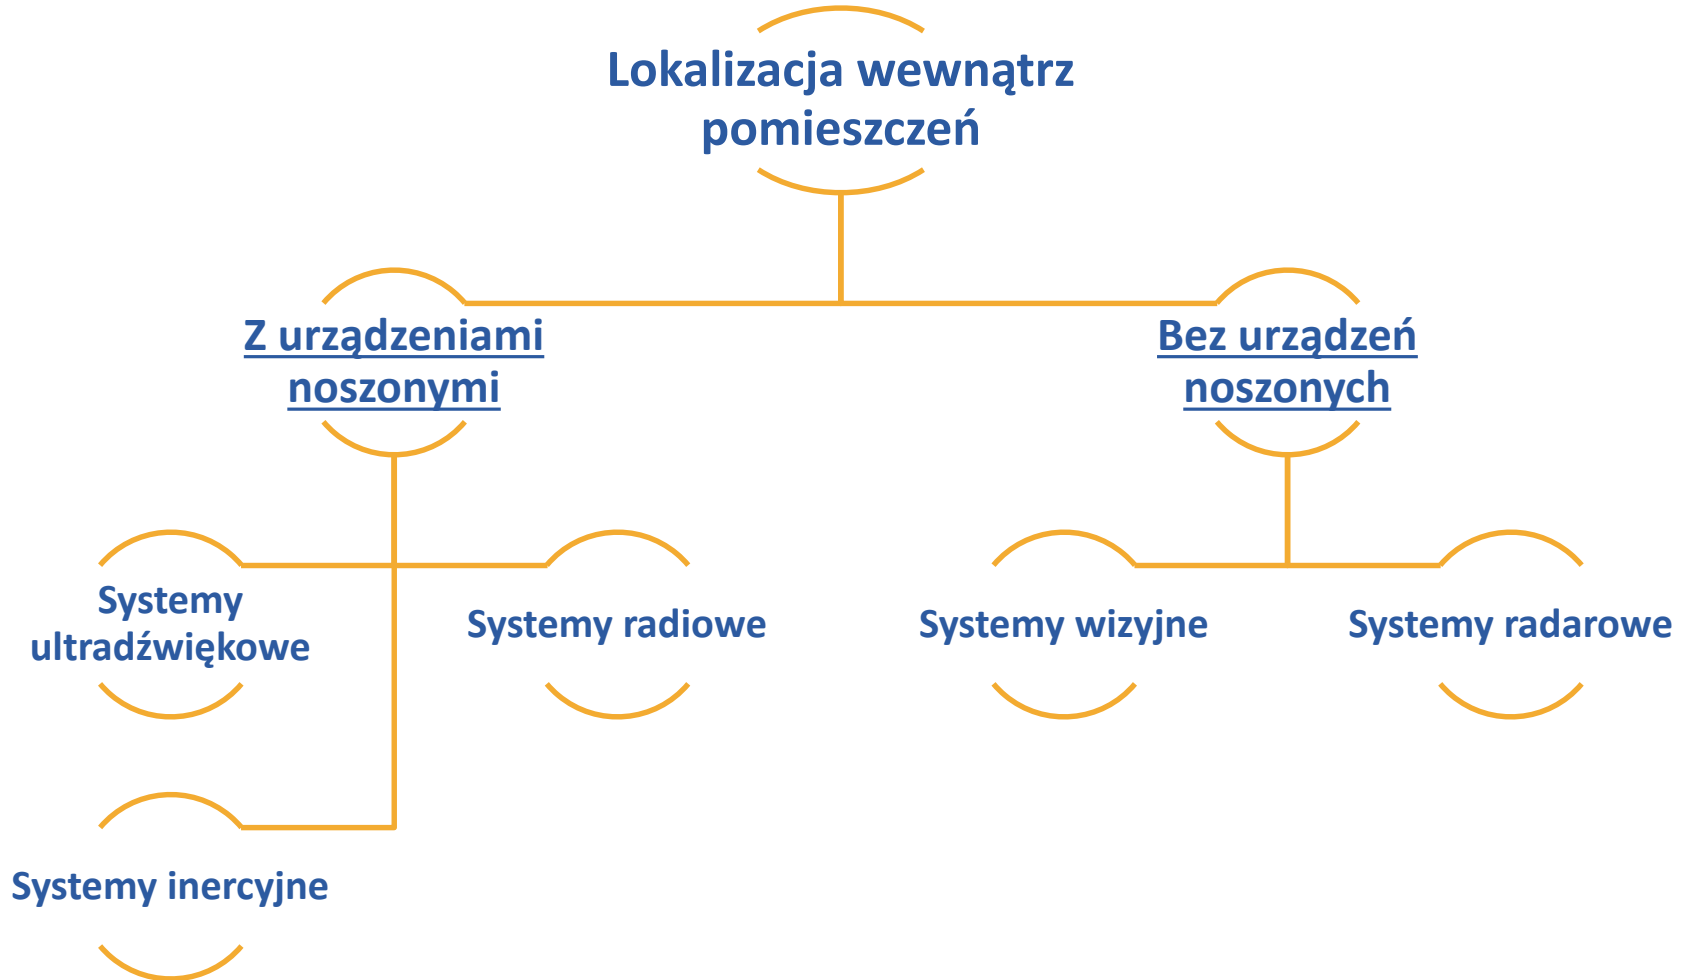 Lokalizacja wewnątrz
pomieszczeń
Z urządzeniami
noszonymi
Bez urządzeń
noszonych
Systemy
ultradźwiękowe
Systemy radiowe
Systemy wizyjne
Systemy radarowe
Systemy inercyjne